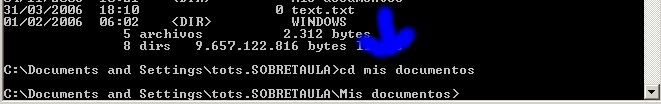 Mis documentos
31/03/2006 18:10 0 text.txt
01/02/2006 06:02 <DIR> WINDOWS
5 archivos 2.312 bytes
8 dirs 9.657.122.816 bytes
C:\Documents and Settings\tots.SOBRETAULA>cd mis documentos
C:\Documents and Settings\tots.SOBRETAULA\Mis documentos>